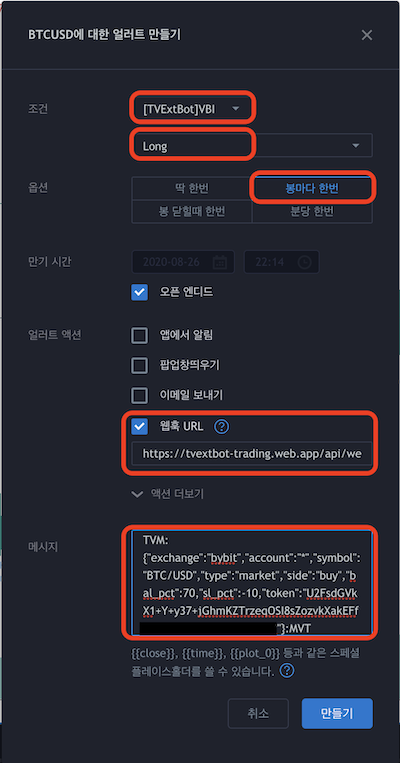 BTCUSD에 대한 얼러트 만들기
조건
[TVExtBot]VBI
Long
옵션
딱 한번
봉마다 한번
봉 닫힐때 한번
분당 한번
만기 시간
2020-08-26
22:14
오픈 엔디드
얼러트 액션
앱에서 알림
팝업창띄우기
이메일 보내기
웹훅 URL
https://tvextbot-trading.web.app/api/we
액션 더보기
메시지
TVM:
{"exchange":"bybit","account":"*","symbol":
"BTC/USD","type":"market","side":"buy","b
al_pct":70,"sl_pct":-10,"token":"U2FsdGVk
X1+Y+y37+jGhmKZTrzeqOSI8sZozvkXakEFf
"}:MVT
{{close}}, {{time}}, {{plot_0}} 등과 같은 스페셜
플레이스홀더를 쓸 수 있습니다.
취소
만들기